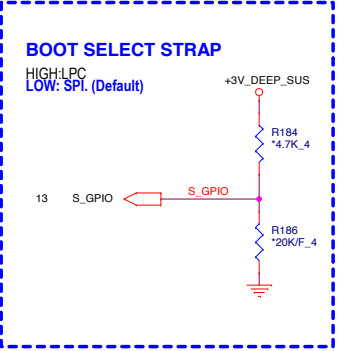 BOOT SELECT STRAP
HIGH:LPC
LOW: SPI. (Default)
+3V_DEEP_SUS
R184
*4.7K_4
13 S_GPIO S_GPIO
R186
*20K/F_4